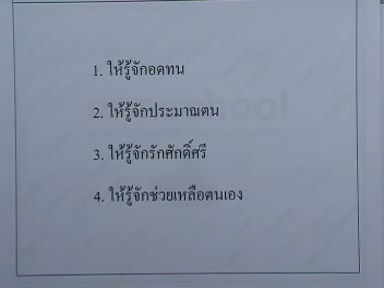 1. ให้รู้จักอดทน
2. ให้รู้จักประมาณตน
3. ให้รู้จักรักศักดิ์ศรี
4. ให้รู้จักช่วยเหลือตนเอง